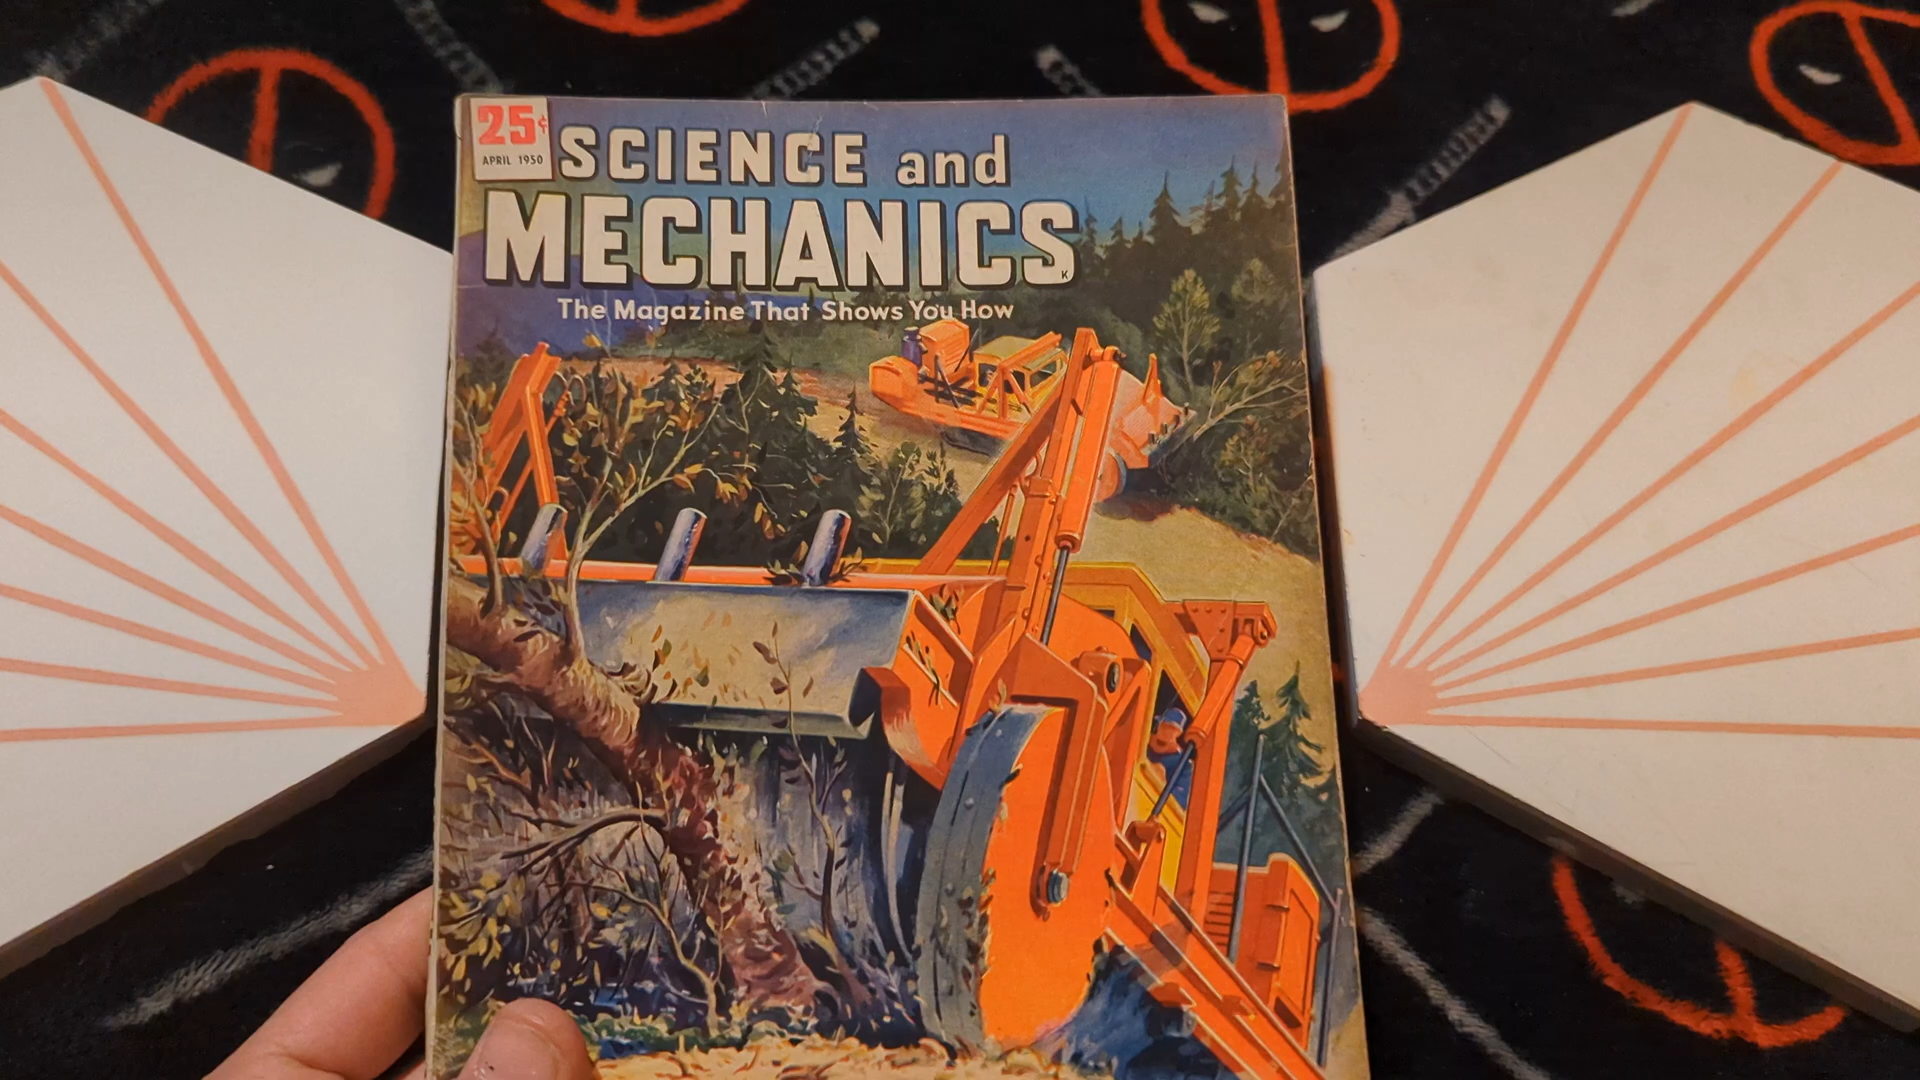 25¢
APRIL 1950
SCIENCE and
MECHANICS
K
The Magazine That Shows You How